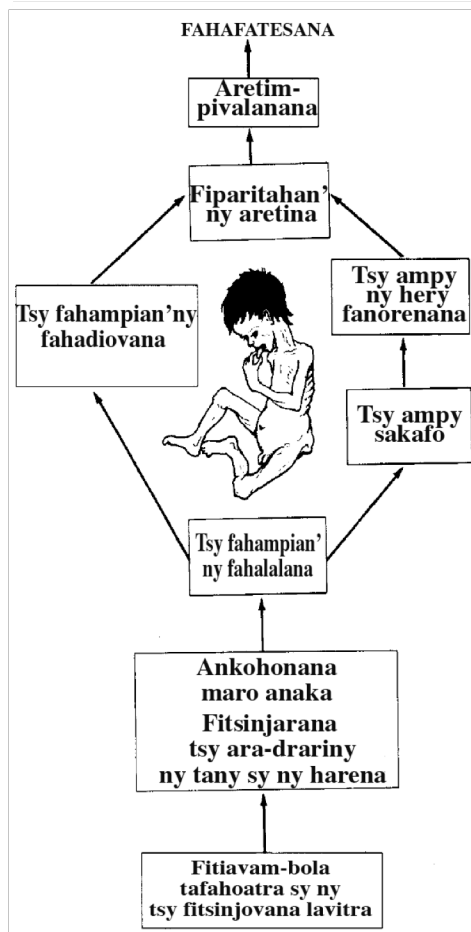 FAHAFATESANA
Aretim-
pivalanana
Fiparitahan'
ny aretina
Tsy ampy
ny hery
fanorenana
Tsy fahampian'ny
fahadiovana
Tsy ampy
sakafo
Tsy fahampian'
ny fahalalana
Ankohonana
maro anaka
Fitsinjarana
tsy ara-drariny
ny tany sy ny harena
Fitiavam-bola
tafahoatra sy ny
tsy fitsinjovana lavitra